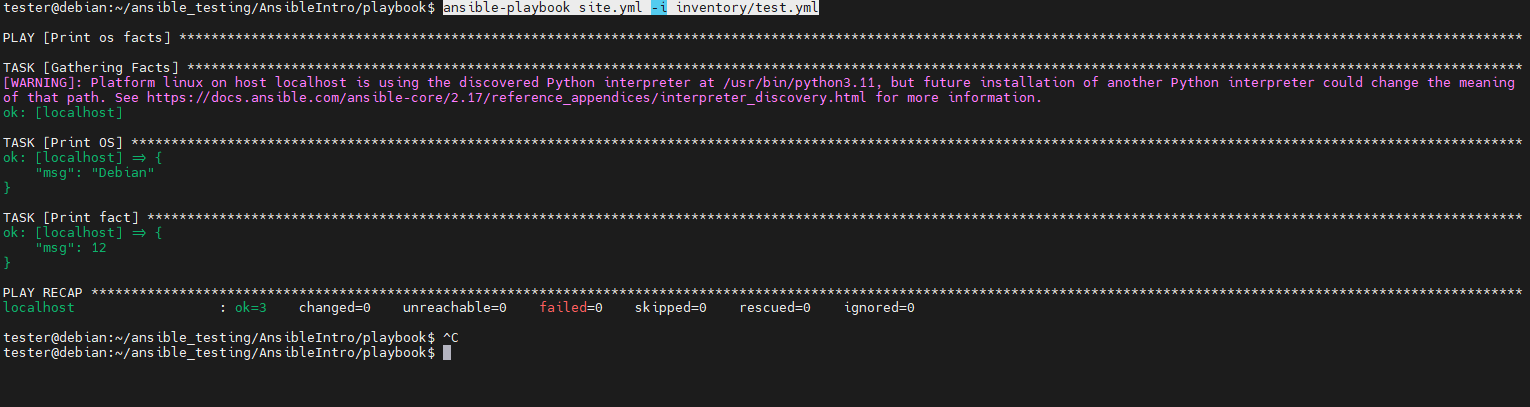 tester@debian:~/ansible_testing/AnsibleIntro/playbook$ ansible-playbook site.yml -i inventory/test.yml
PLAY [Print os facts] ************************************************************************************************************************************************************************
TASK [Gathering Facts] ***********************************************************************************************************************************************************************
[WARNING]: Platform linux on host localhost is using the discovered Python interpreter at /usr/bin/python3.11, but future installation of another Python interpreter could change the meaning
of that path. See https://docs.ansible.com/ansible-core/2.17/reference_appendices/interpreter_discovery.html for more information.
ok: [localhost]
TASK [Print OS] ******************************************************************************************************************************************************************************
ok: [localhost] => {
    "msg": "Debian"
}
TASK [Print fact] ****************************************************************************************************************************************************************************
ok: [localhost] => {
    "msg": 12
}
PLAY RECAP ***********************************************************************************************************************************************************************************
localhost                  : ok=3    changed=0    unreachable=0    failed=0    skipped=0    rescued=0    ignored=0
tester@debian:~/ansible_testing/AnsibleIntro/playbook$ ^C
tester@debian:~/ansible_testing/AnsibleIntro/playbook$